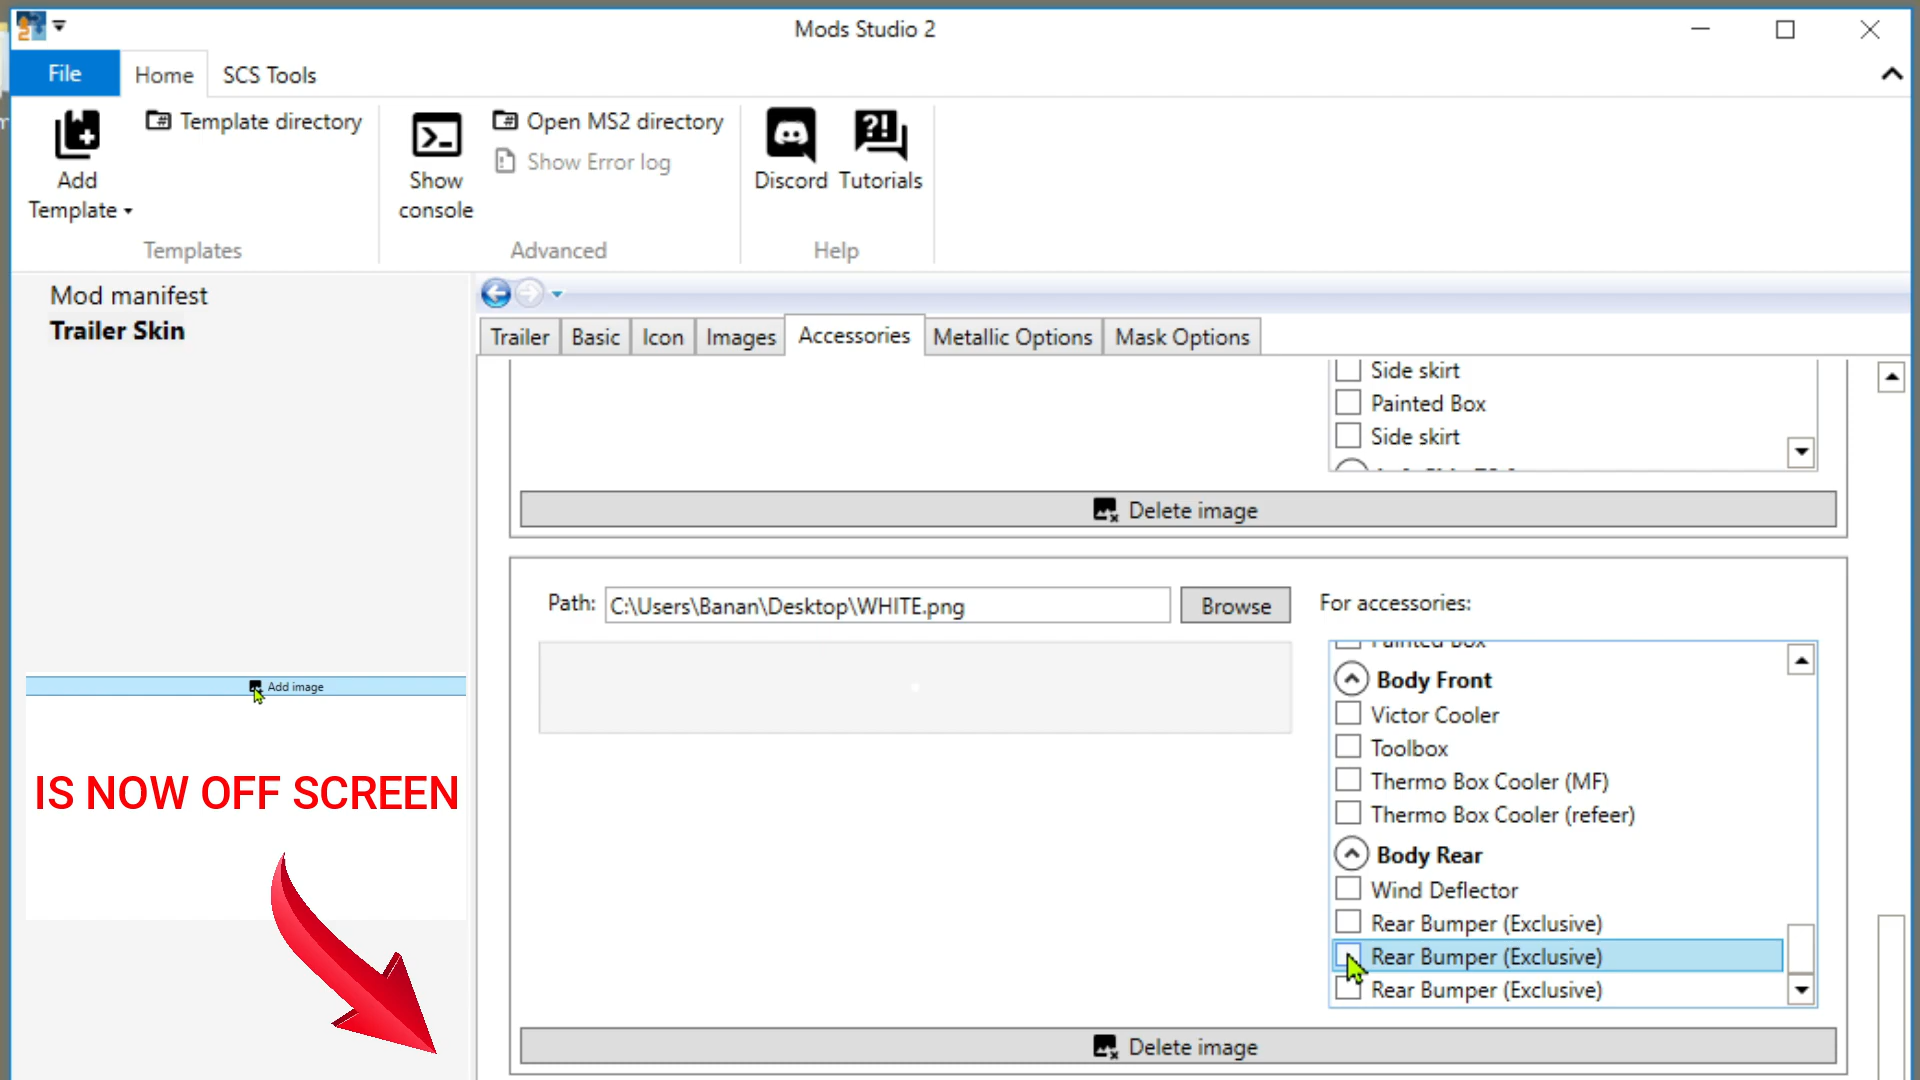 Mods Studio 2
File Home SCS Tools
Template directory
Add
Template
Templates
Show
console
Open MS2 directory
Show Error log
Advanced
Discord Tutorials
Help
Mod manifest
Trailer Skin
Trailer Basic Icon Images Accessories Metallic Options Mask Options
Side skirt
Painted Box
Side skirt
Delete image
Path: C:\Users\Banan\Desktop\WHITE.png Browse For accessories:
Painted Box
Body Front
Victor Cooler
Toolbox
Thermo Box Cooler (MF)
Thermo Box Cooler (refeer)
Body Rear
Wind Deflector
Rear Bumper (Exclusive)
Rear Bumper (Exclusive)
Rear Bumper (Exclusive)
Delete image
Add image
IS NOW OFF SCREEN